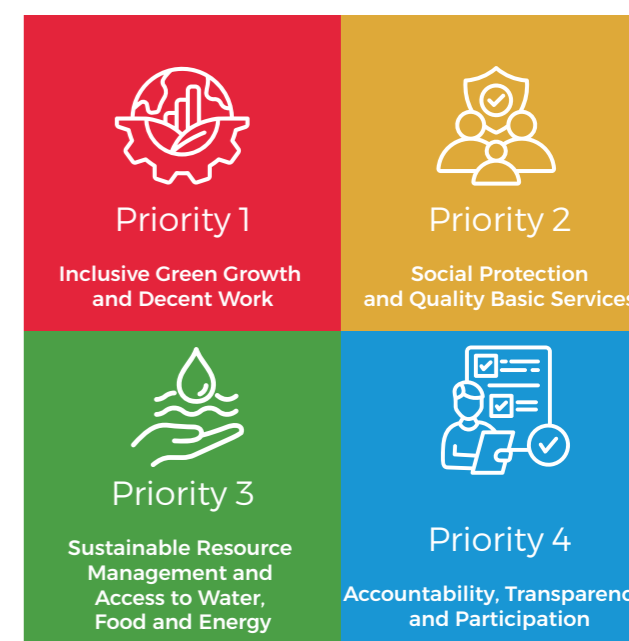 Priority 1
Inclusive Green Growth
and Decent Work
Priority 2
Social Protection
and Quality Basic Services
Priority 3
Sustainable Resource
Management and
Access to Water,
Food and Energy
Priority 4
Accountability, Transparenc
and Participation